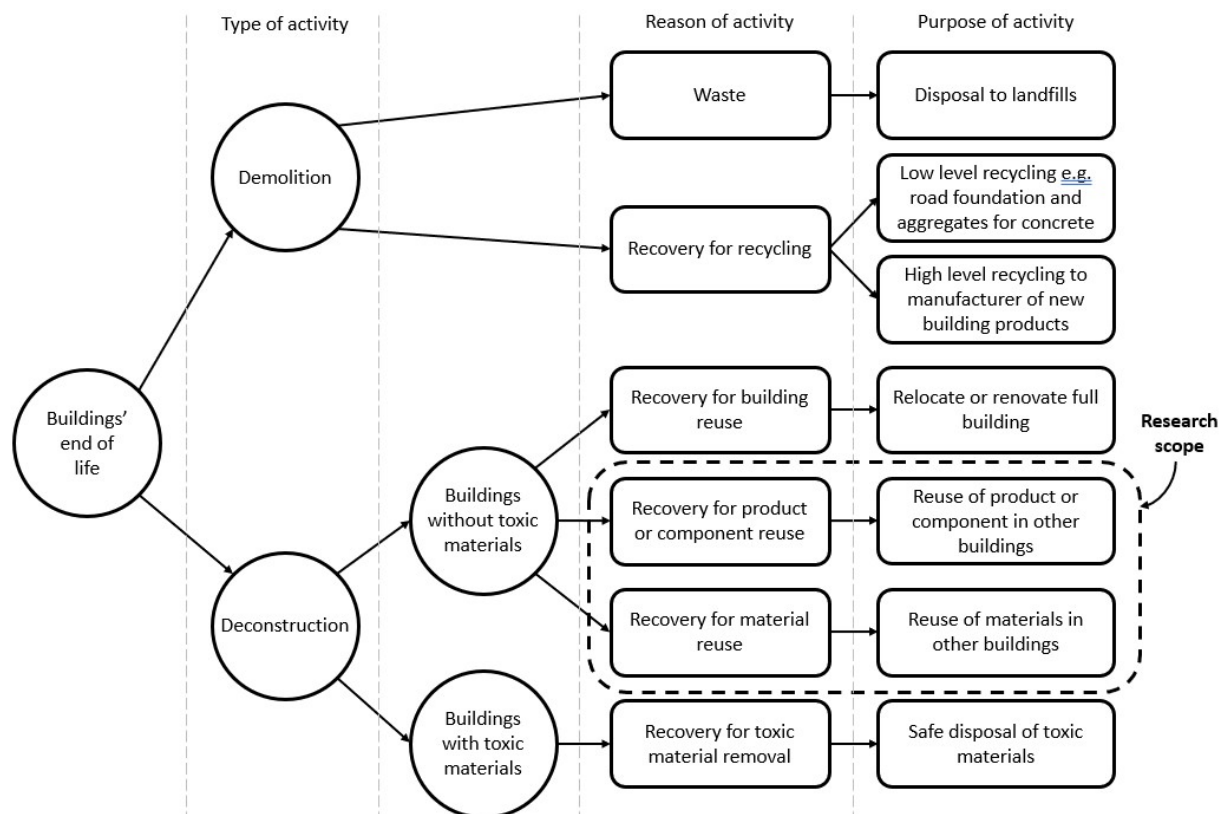 Type of activity
Reason of activity
Purpose of activity
Waste
Disposal to landfills
Demolition
Low level recycling e.g.
road foundation and
aggregates for concrete
Recovery for recycling
High level recycling to
manufacturer of new
building products
Buildings’
end of
life
Recovery for building
reuse
Relocate or renovate full
building
Research
scope
Buildings
without toxic
materials
Recovery for product
or component reuse
Reuse of product or
component in other
buildings
Deconstruction
Recovery for material
reuse
Reuse of materials in
other buildings
Buildings
with toxic
materials
Recovery for toxic
material removal
Safe disposal of toxic
materials